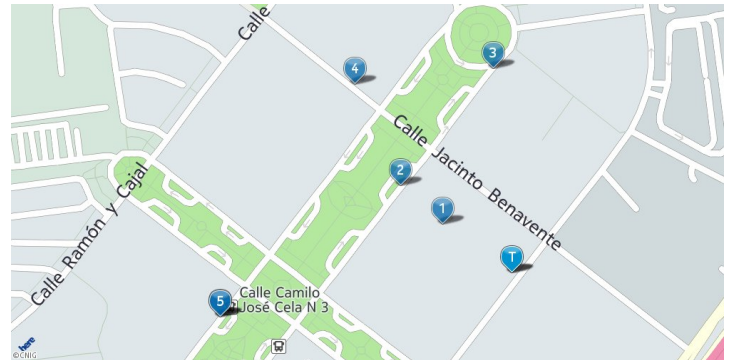 Calle
3
4
Calle Jacinto Benavente
2
1
Calle Ramón y Cajal
T
5
Calle Camilo
José Cela N 3
here
©CNIG